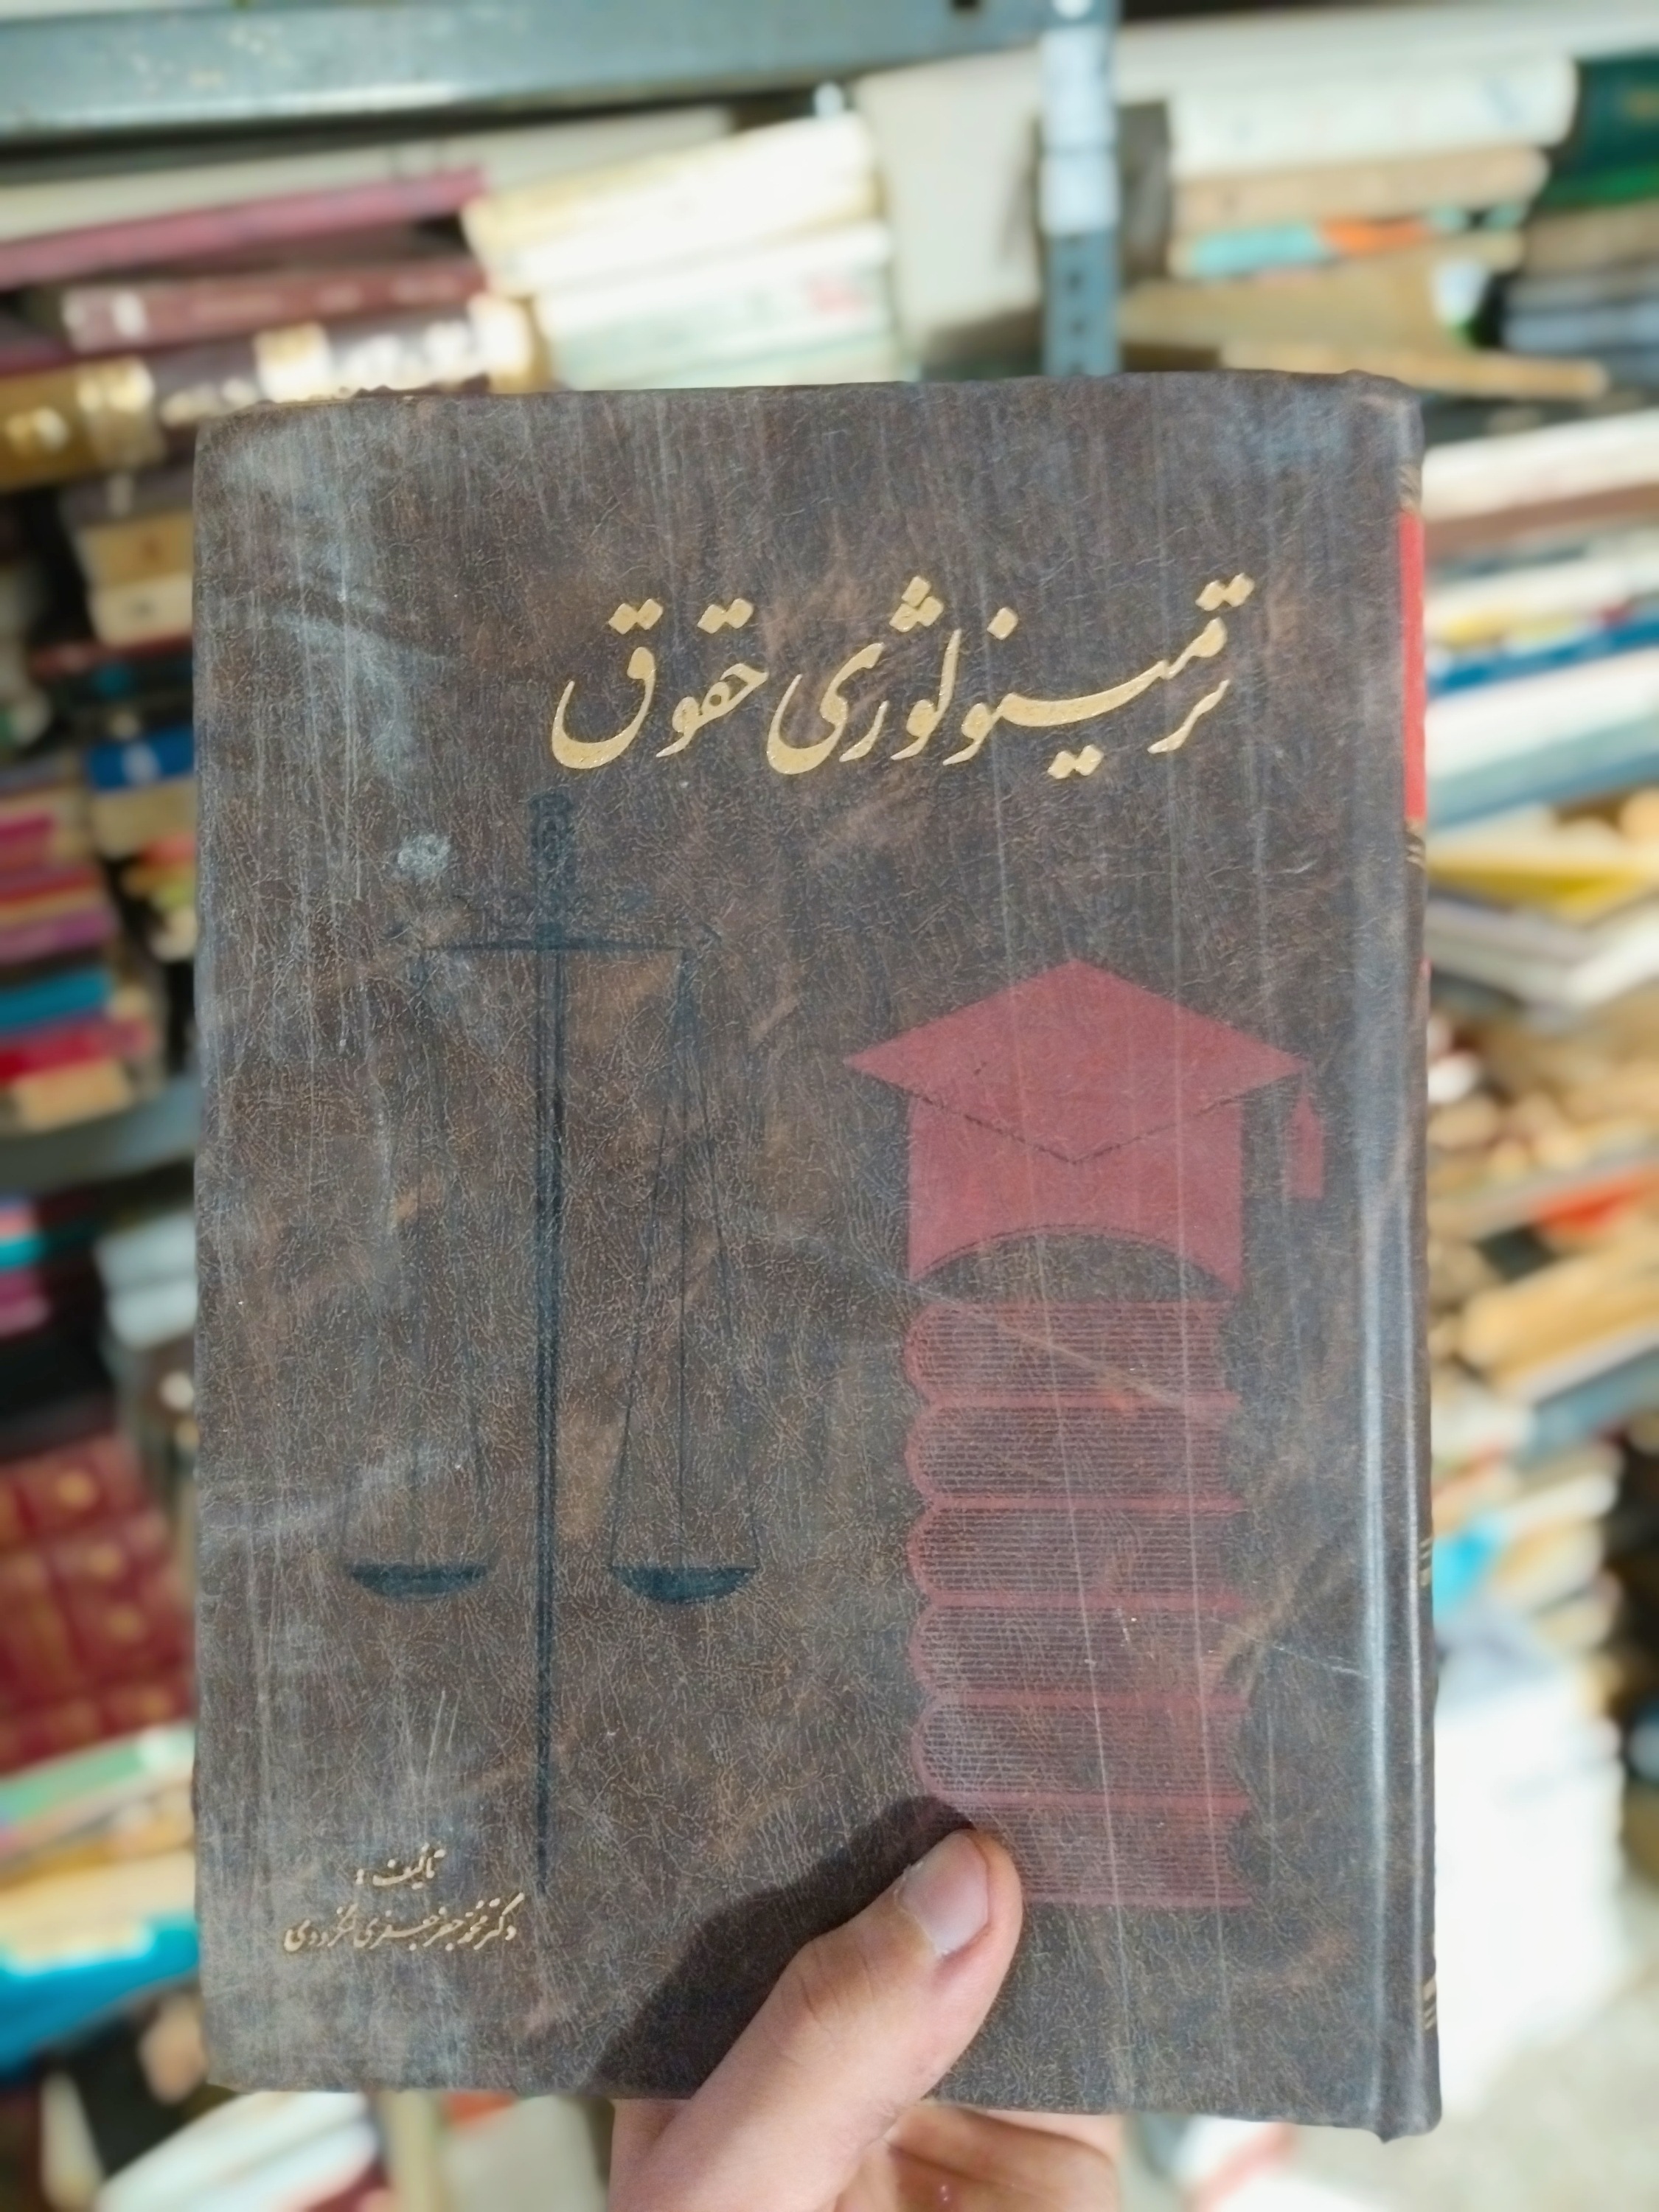 ترمینولوژی حقوق
تألیف:
دکتر محمد جعفر جعفری لنگرودی